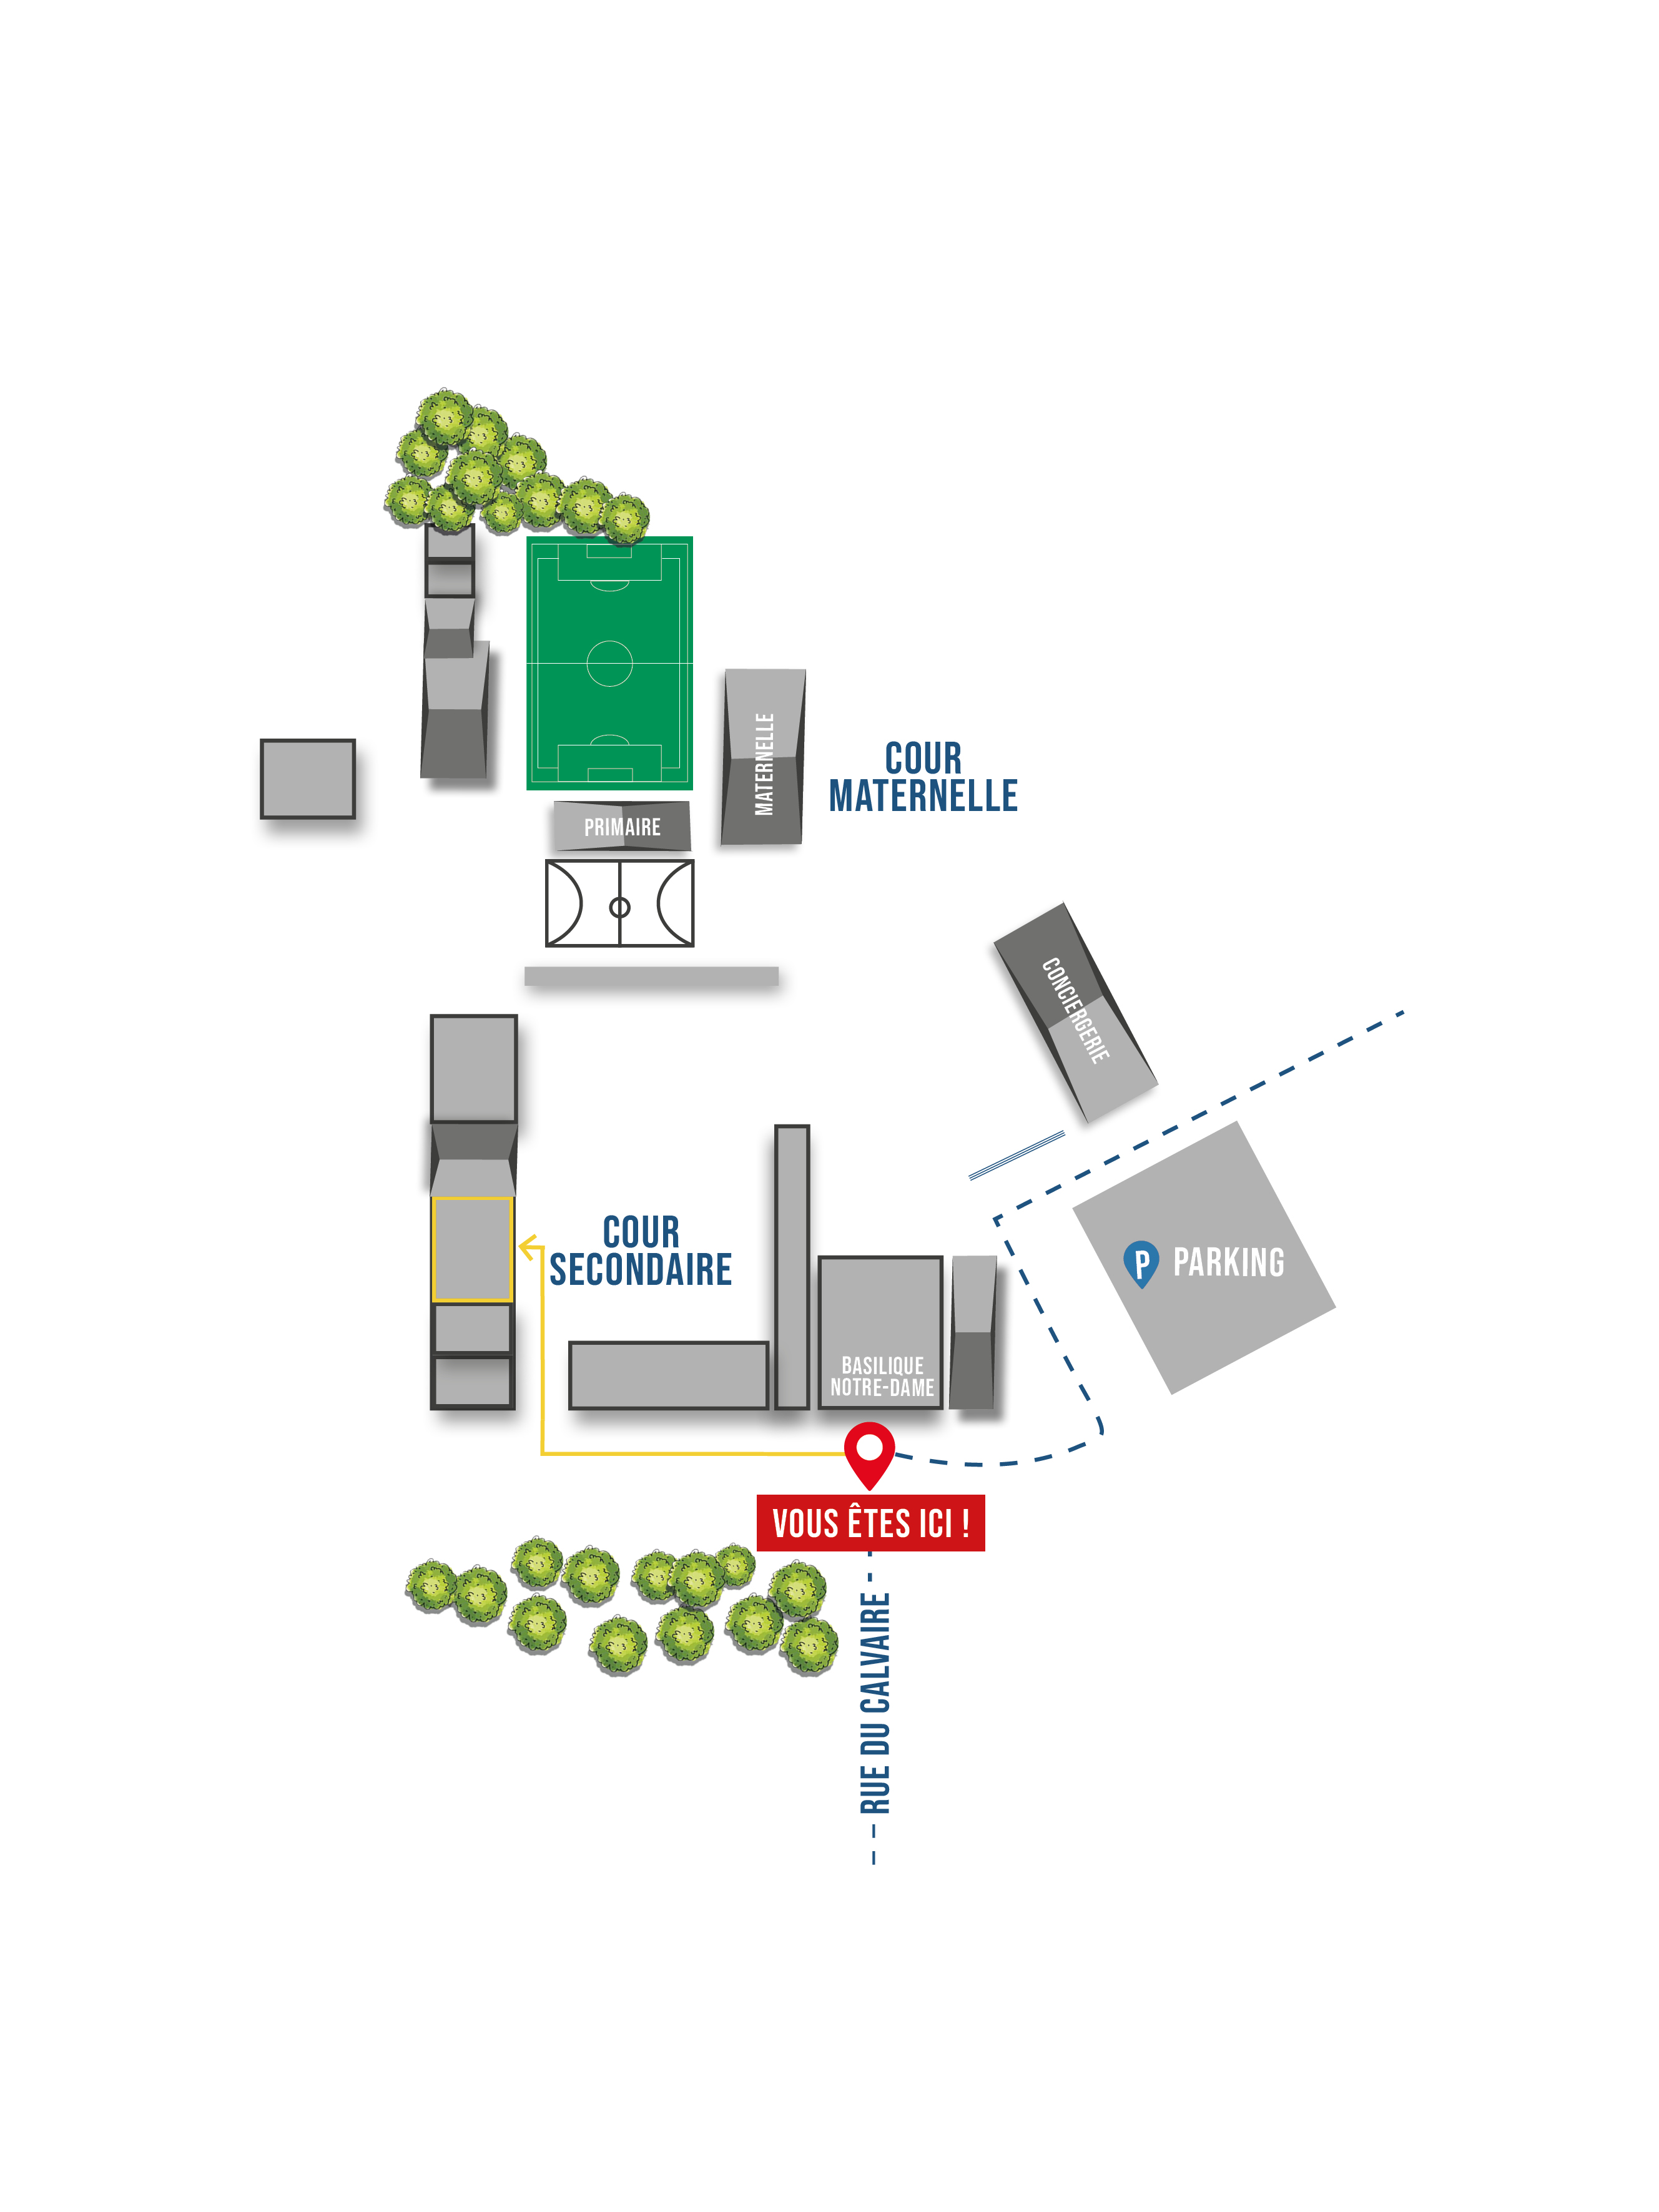 COUR
MATERNELLE
MATERNELLE
PRIMAIRE
CONCIERGERIE
COUR
SECONDAIRE
P PARKING
BASILIQUE
NOTRE-DAME
VOUS ÊTES ICI !
RUE DU CALVAIRE